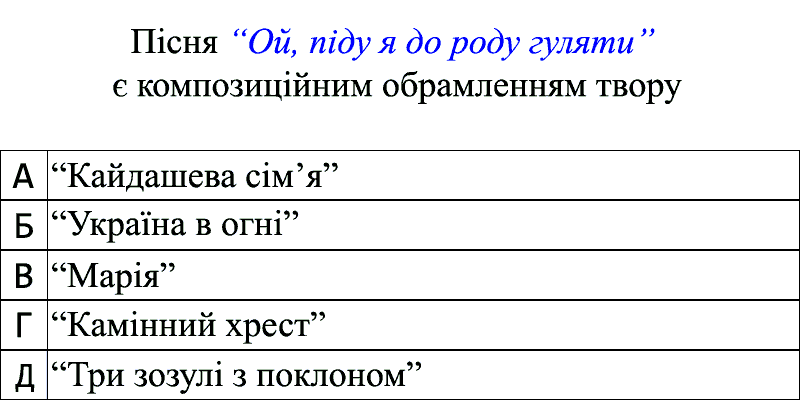 Пісня “Ой, піду я до роду гуляти”
є композиційним обрамленням твору
А “Кайдашева сім’я”
Б “Україна в огні”
В “Марія”
Г “Камінний хрест”
Д “Три зозулі з поклоном”